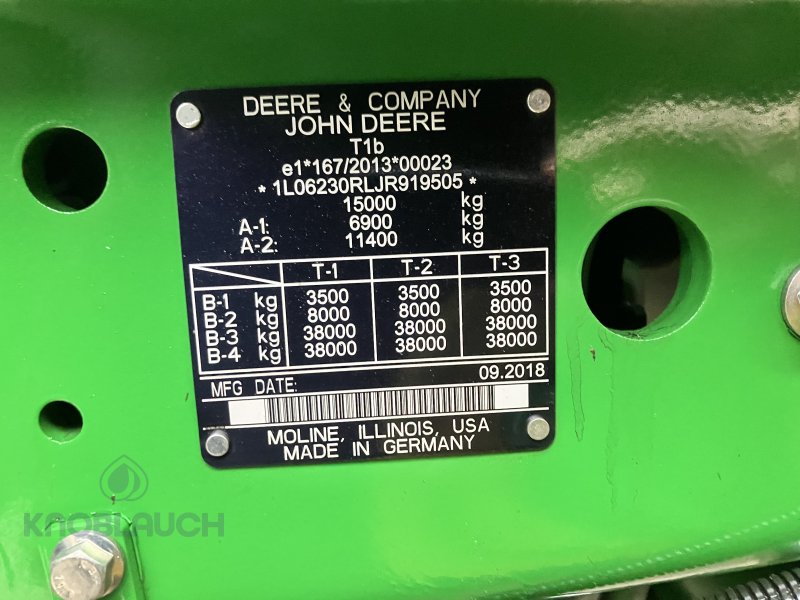 DEERE & COMPANY
JOHN DEERE
T1b
e1*167/2013*00023
* 1L06230RLJR919505 *
15000 kg
A-1: 6900 kg
A-2: 11400 kg
T-1 T-2 T-3
B-1 kg 3500 3500 3500
B-2 kg 8000 8000 8000
B-3 kg 38000 38000 38000
B-4 kg 38000 38000 38000
MFG DATE: 09.2018
MOLINE, ILLINOIS, USA
MADE IN GERMANY
KNOBLAUCH